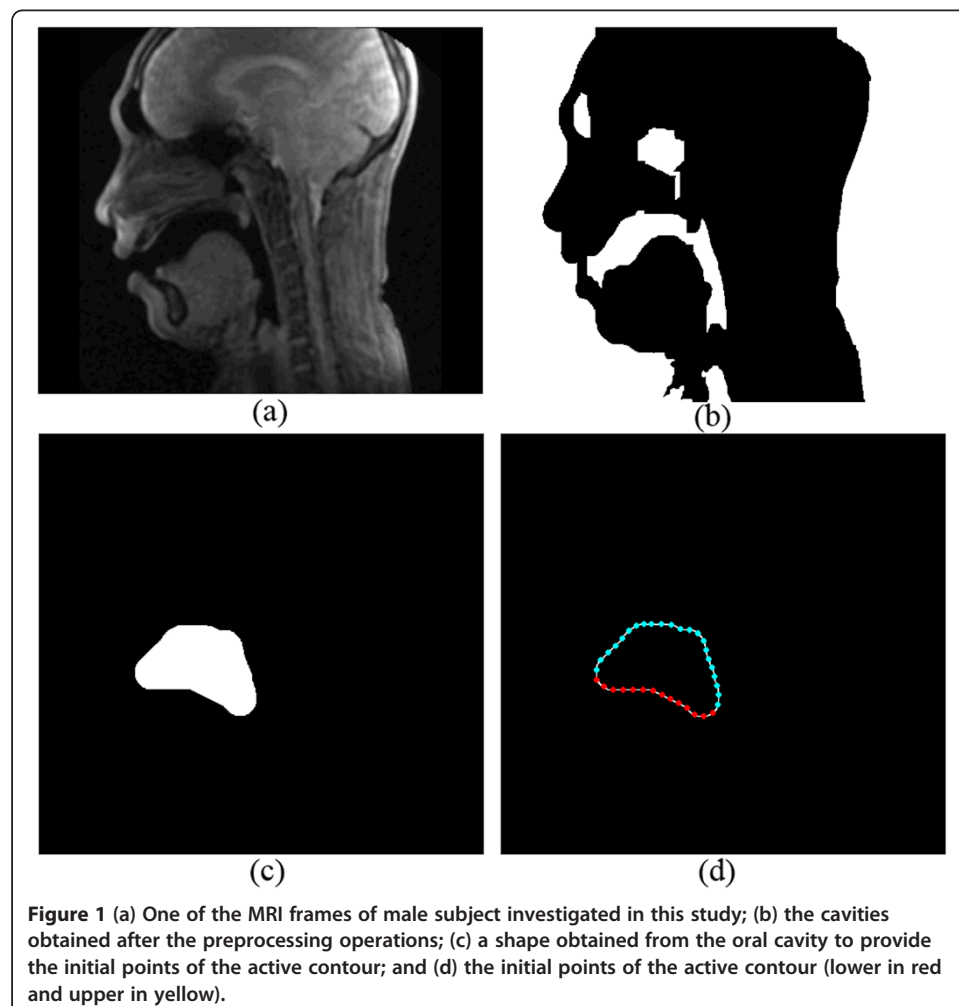 (a)
(b)
(c)
(d)
Figure 1 (a) One of the MRI frames of male subject investigated in this study; (b) the cavities
obtained after the preprocessing operations; (c) a shape obtained from the oral cavity to provide
the initial points of the active contour; and (d) the initial points of the active contour (lower in red
and upper in yellow).